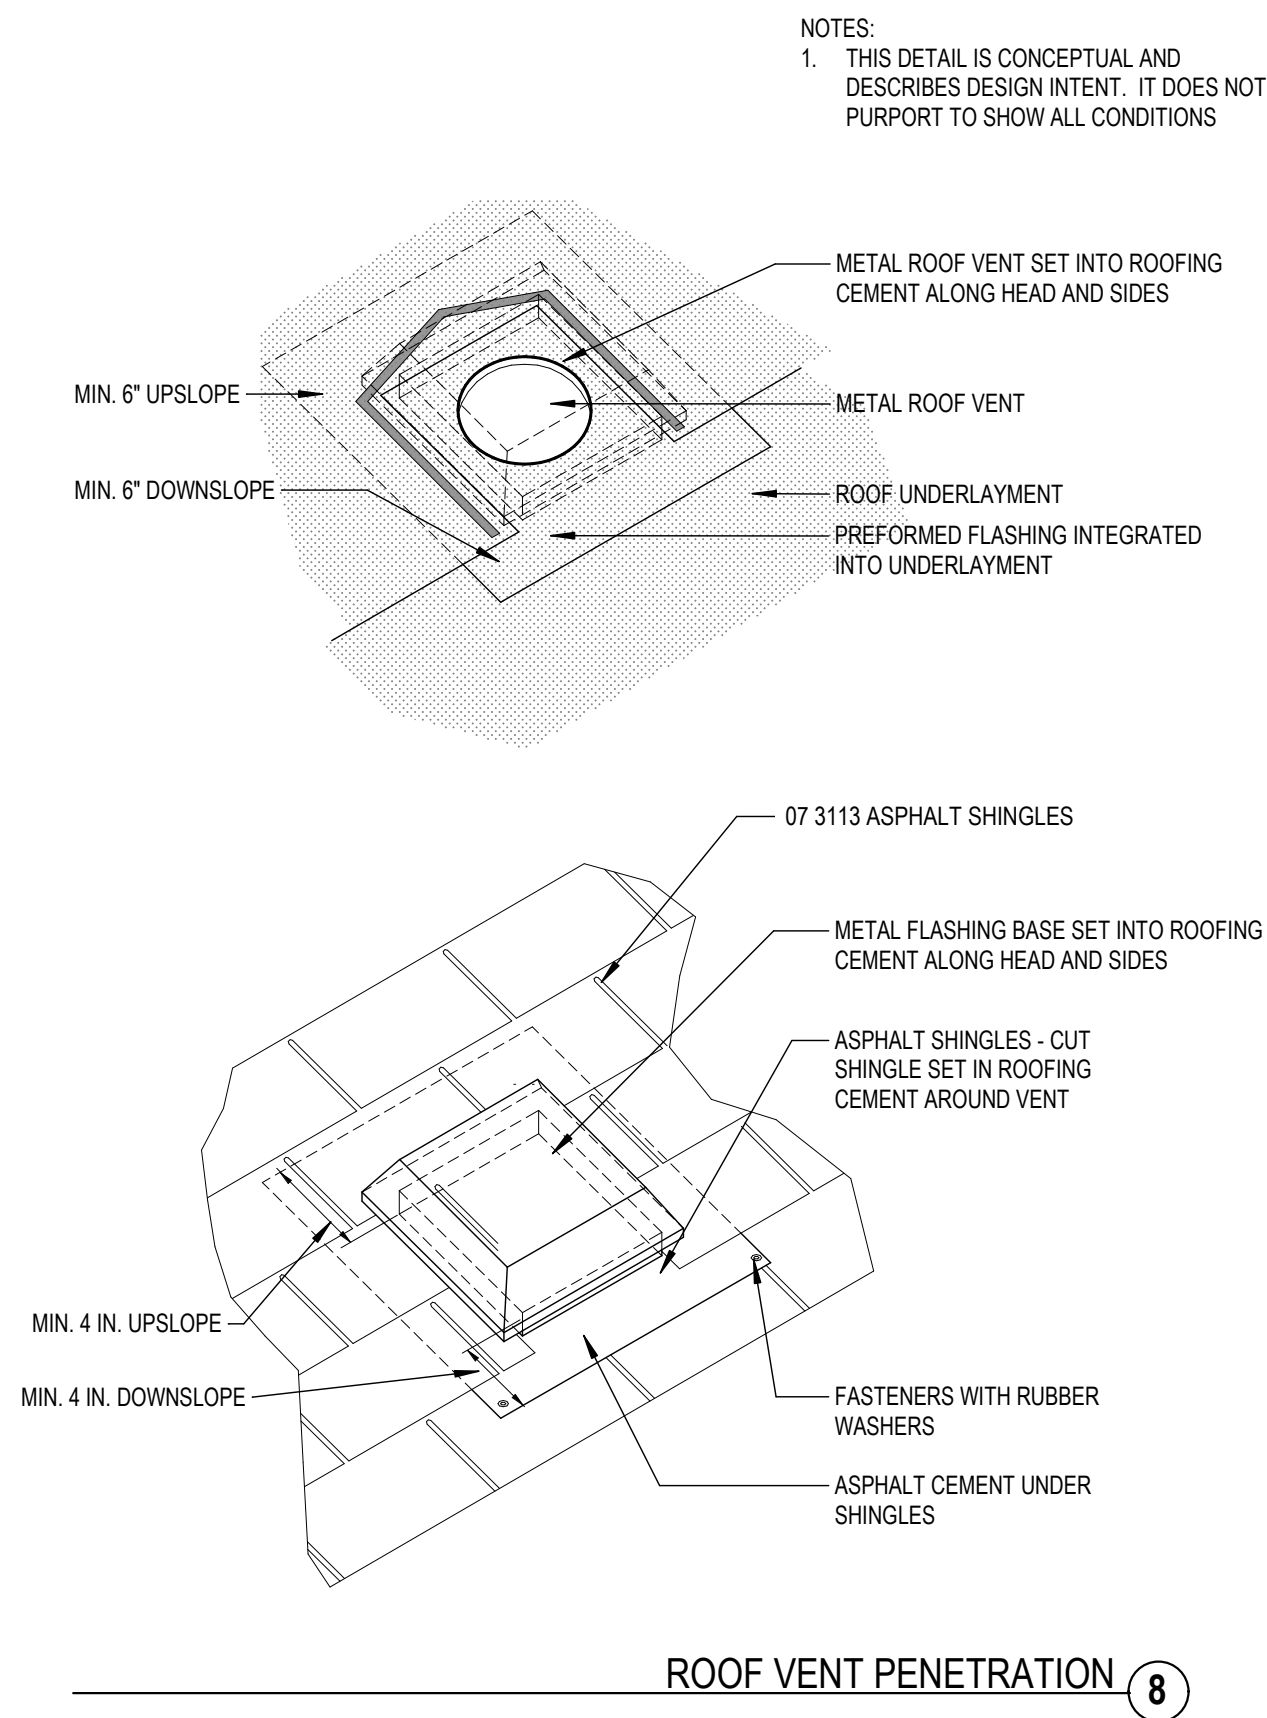 NOTES:
1. THIS DETAIL IS CONCEPTUAL AND
DESCRIBES DESIGN INTENT. IT DOES NOT
PURPORT TO SHOW ALL CONDITIONS
METAL ROOF VENT SET INTO ROOFING
CEMENT ALONG HEAD AND SIDES
MIN. 6" UPSLOPE
METAL ROOF VENT
MIN. 6" DOWNSLOPE
ROOF UNDERLAYMENT
PREFORMED FLASHING INTEGRATED
INTO UNDERLAYMENT
07 3113 ASPHALT SHINGLES
METAL FLASHING BASE SET INTO ROOFING
CEMENT ALONG HEAD AND SIDES
ASPHALT SHINGLES - CUT
SHINGLE SET IN ROOFING
CEMENT AROUND VENT
MIN. 4 IN. UPSLOPE
MIN. 4 IN. DOWNSLOPE
FASTENERS WITH RUBBER
WASHERS
ASPHALT CEMENT UNDER
SHINGLES
ROOF VENT PENETRATION 8